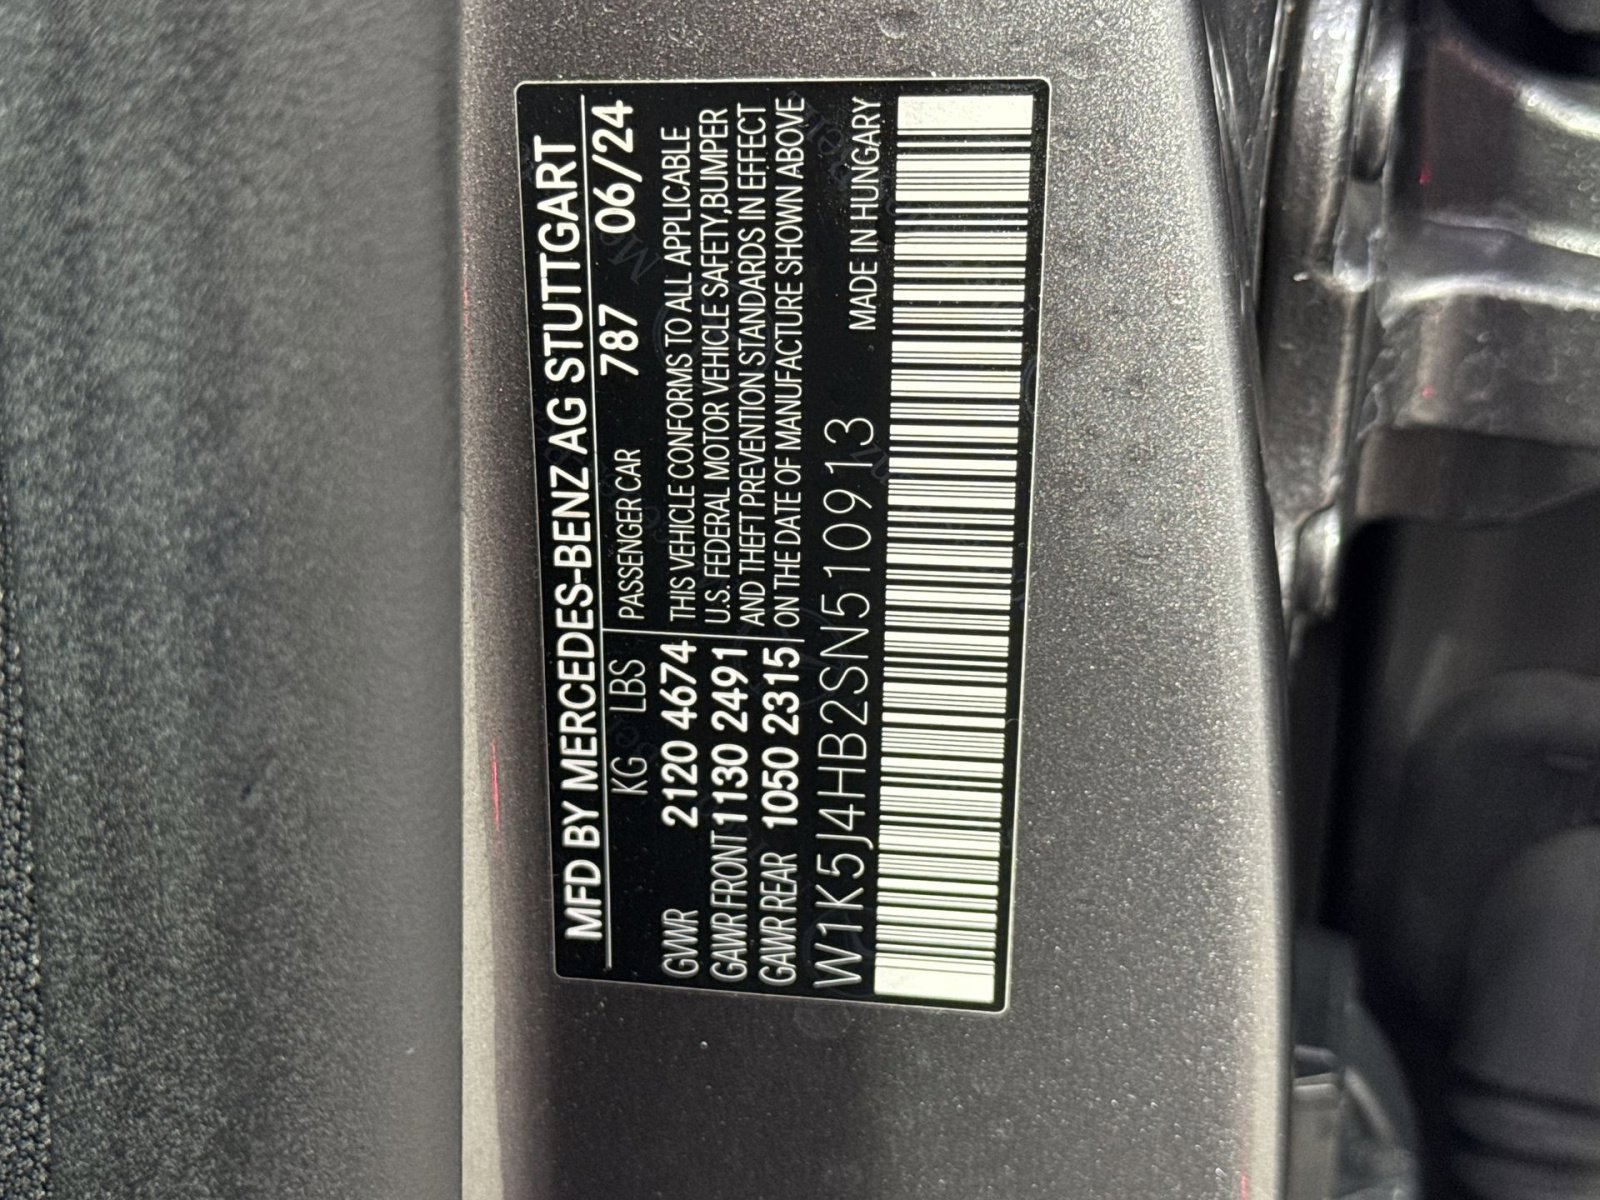 MFD BY MERCEDES-BENZ AG STUTTGART
KG LBS PASSENGER CAR 787 06/24
GVWR 2120 4674 THIS VEHICLE CONFORMS TO ALL APPLICABLE
GAWR FRONT 1130 2491 U.S. FEDERAL MOTOR VEHICLE SAFETY,BUMPER
AND THEFT PREVENTION STANDARDS IN EFFECT
GAWR REAR 1050 2315 ON THE DATE OF MANUFACTURE SHOWN ABOVE
W1K5J4HB2SN510913 MADE IN HUNGARY